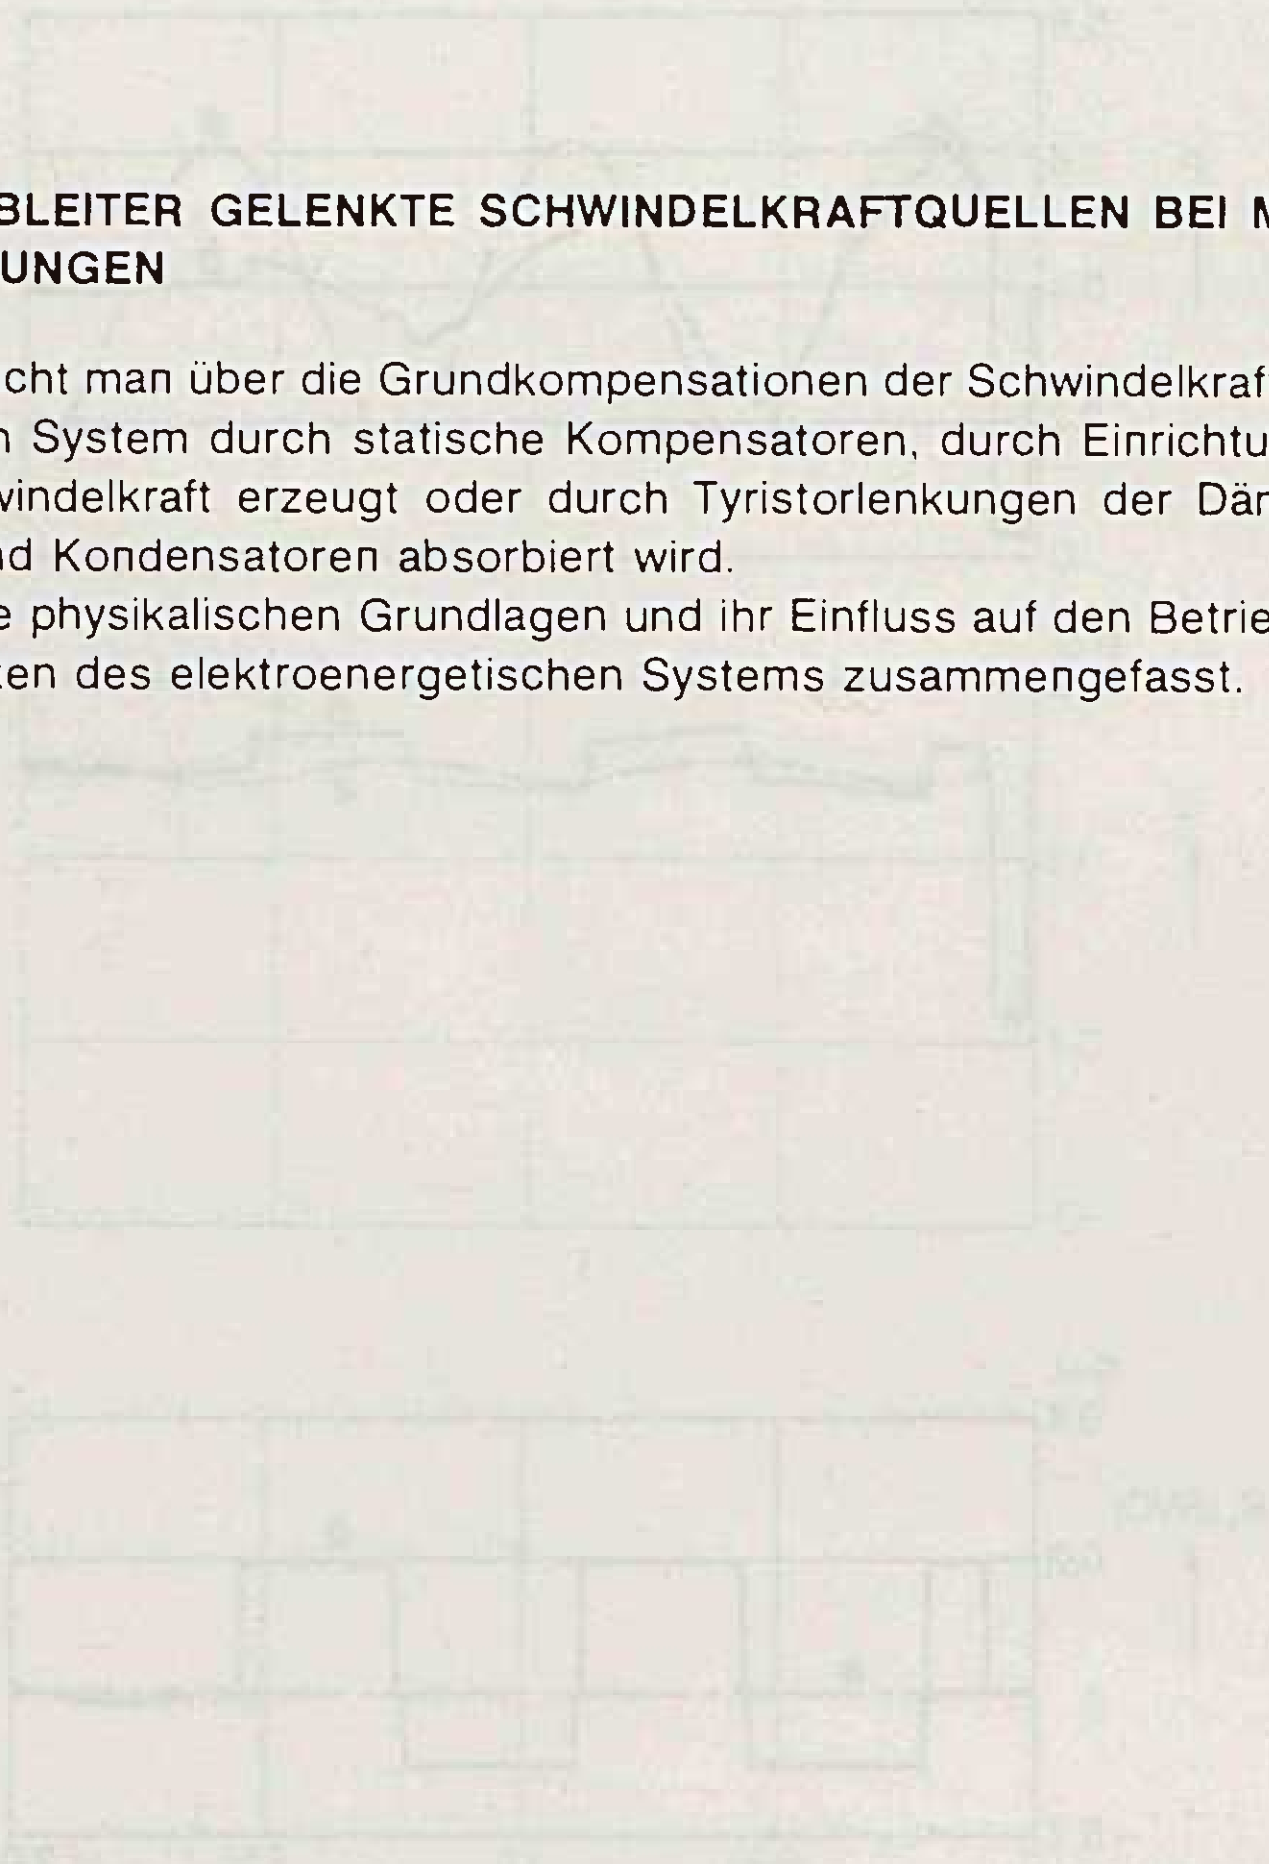 BLEITER GELENKTE SCHWINDELKRAFTQUELLEN BEI M
UNGEN
cht man über die Grundkompensationen der Schwindelkraf
n System durch statische Kompensatoren, durch Einrichtu
windelkraft erzeugt oder durch Tyristorlenkungen der Där
nd Kondensatoren absorbiert wird.
e physikalischen Grundlagen und ihr Einfluss auf den Betrie
ten des elektroenergetischen Systems zusammengefasst.